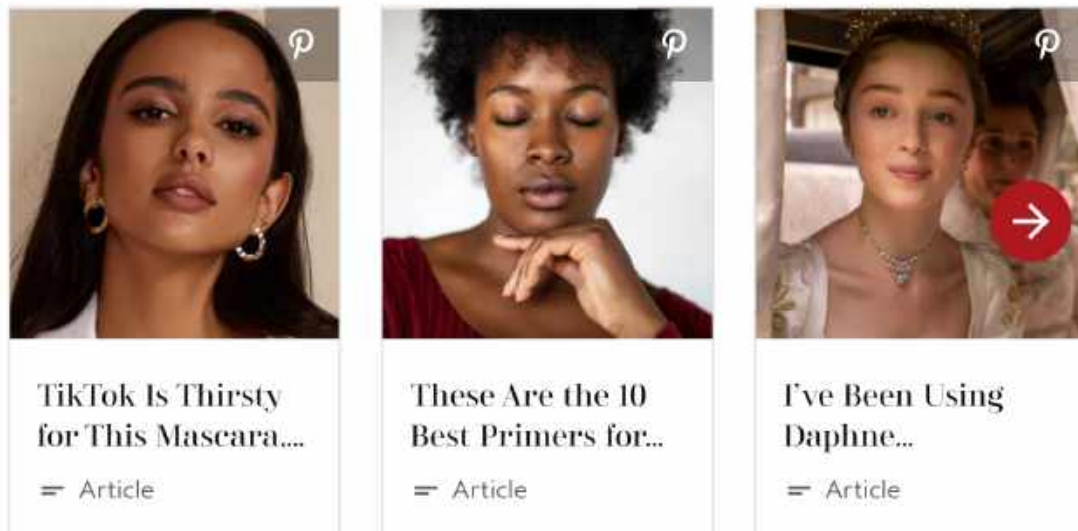 TikTok Is Thirsty
for This Mascara....
Article
These Are the 10
Best Primers for...
Article
I've Been Using
Daphne...
Article